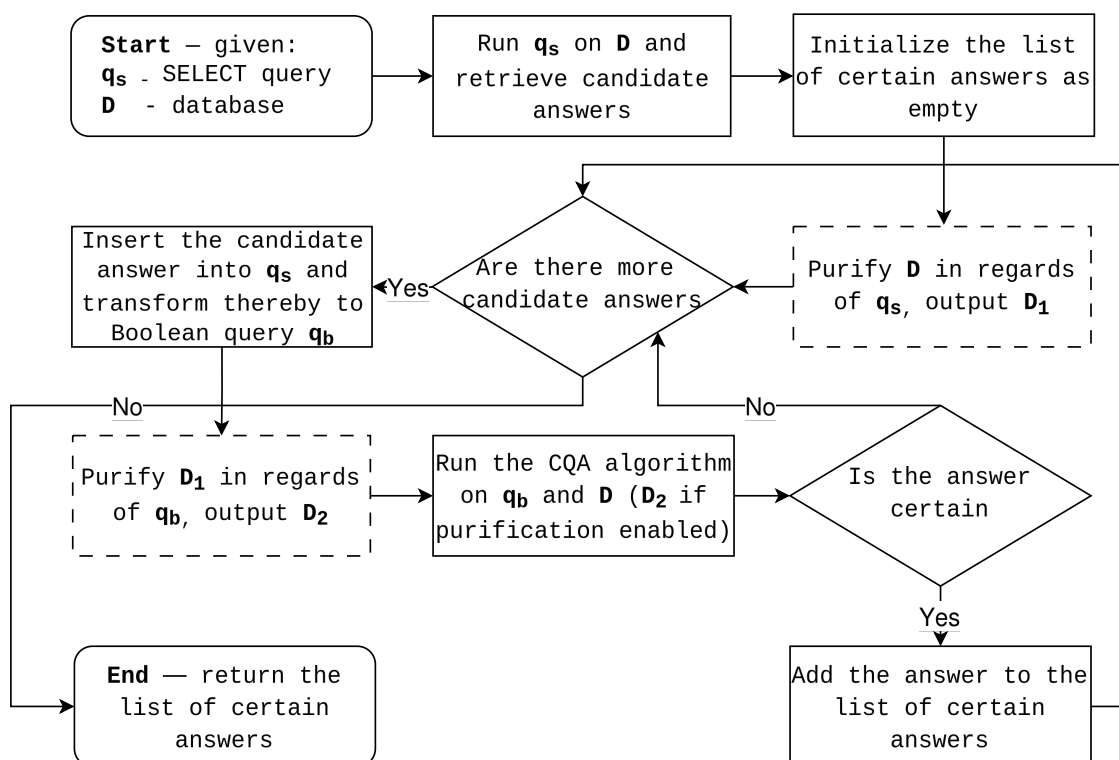 Start — given:
qs - SELECT query
D - database
Run qs on D and
retrieve candidate
answers
Initialize the list
of certain answers as
empty
Purify D in regards
of qs, output D1
Are there more
candidate answers
Yes
Insert the candidate
answer into qs and
transform thereby to
Boolean query qb
No
Purify D1 in regards
of qb, output D2
Run the CQA algorithm
on qb and D (D2 if
purification enabled)
No
Is the answer
certain
Yes
Add the answer to the
list of certain
answers
End — return the
list of certain
answers